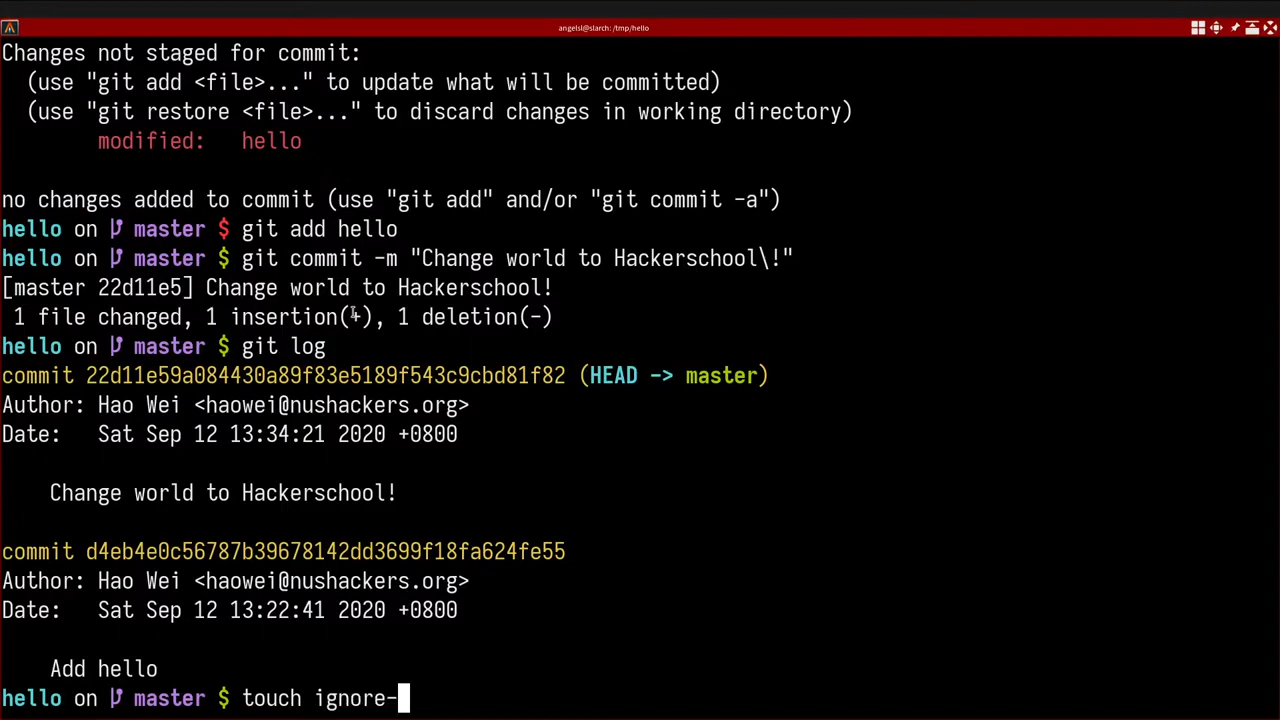 angelsl@slarch: /tmp/hello
Changes not staged for commit:
  (use "git add <file>..." to update what will be committed)
  (use "git restore <file>..." to discard changes in working directory)
        modified:   hello

no changes added to commit (use "git add" and/or "git commit -a")
hello on master $ git add hello
hello on master $ git commit -m "Change world to Hackerschool\!"
[master 22d11e5] Change world to Hackerschool!
 1 file changed, 1 insertion(+), 1 deletion(-)
hello on master $ git log
commit 22d11e59a084430a89f83e5189f543c9cbd81f82 (HEAD -> master)
Author: Hao Wei <haowei@nushackers.org>
Date:   Sat Sep 12 13:34:21 2020 +0800

    Change world to Hackerschool!

commit d4eb4e0c56787b39678142dd3699f18fa624fe55
Author: Hao Wei <haowei@nushackers.org>
Date:   Sat Sep 12 13:22:41 2020 +0800

    Add hello
hello on master $ touch ignore-